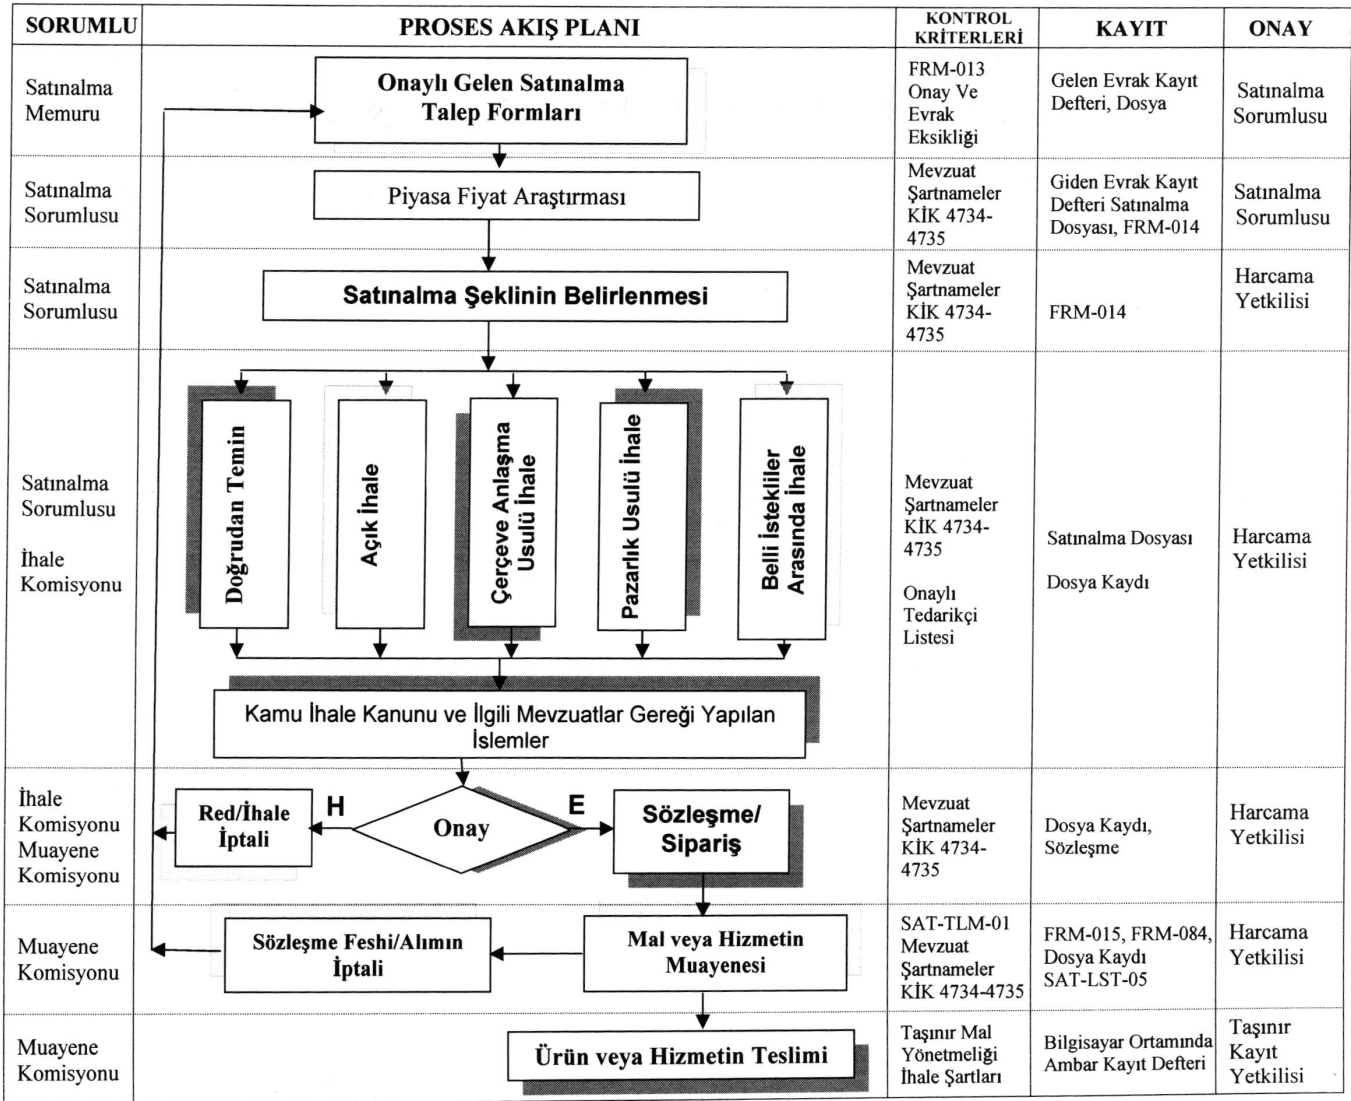 SORUMLU
PROSES AKIŞ PLANI
KONTROL
KRİTERLERİ
KAYIT
ONAY
Satınalma
Memuru
Onaylı Gelen Satınalma
Talep Formları
FRM-013
Onay Ve
Evrak
Eksikliği
Gelen Evrak Kayıt
Defteri, Dosya
Satınalma
Sorumlusu
Satınalma
Sorumlusu
Piyasa Fiyat Araştırması
Mevzuat
Şartnameler
KİK 4734-
4735
Giden Evrak Kayıt
Defteri Satınalma
Dosyası, FRM-014
Satınalma
Sorumlusu
Satınalma
Sorumlusu
Satınalma Şeklinin Belirlenmesi
Mevzuat
Şartnameler
KİK 4734-
4735
FRM-014
Harcama
Yetkilisi
Satınalma
Sorumlusu
İhale
Komisyonu
Doğrudan Temin
Açık İhale
Çerçeve Anlaşma
Usulü İhale
Pazarlık Usulü İhale
Belli İstekliler
Arasında İhale
Kamu İhale Kanunu ve İlgili Mevzuatlar Gereği Yapılan
İslemler
Mevzuat
Şartnameler
KİK 4734-
4735
Onaylı
Tedarikçi
Listesi
Satınalma Dosyası
Dosya Kaydı
Harcama
Yetkilisi
İhale
Komisyonu
Muayene
Komisyonu
Red/İhale
İptali
H
Onay
E
Sözleşme/
Sipariş
Mevzuat
Şartnameler
KİK 4734-
4735
Dosya Kaydı,
Sözleşme
Harcama
Yetkilisi
Muayene
Komisyonu
Sözleşme Feshi/Alımın
İptali
Mal veya Hizmetin
Muayenesi
SAT-TLM-01
Mevzuat
Şartnameler
KİK 4734-4735
FRM-015, FRM-084,
Dosya Kaydı
SAT-LST-05
Harcama
Yetkilisi
Muayene
Komisyonu
Ürün veya Hizmetin Teslimi
Taşınır Mal
Yönetmeliği
İhale Şartları
Bilgisayar Ortamında
Ambar Kayıt Defteri
Taşınır
Kayıt
Yetkilisi